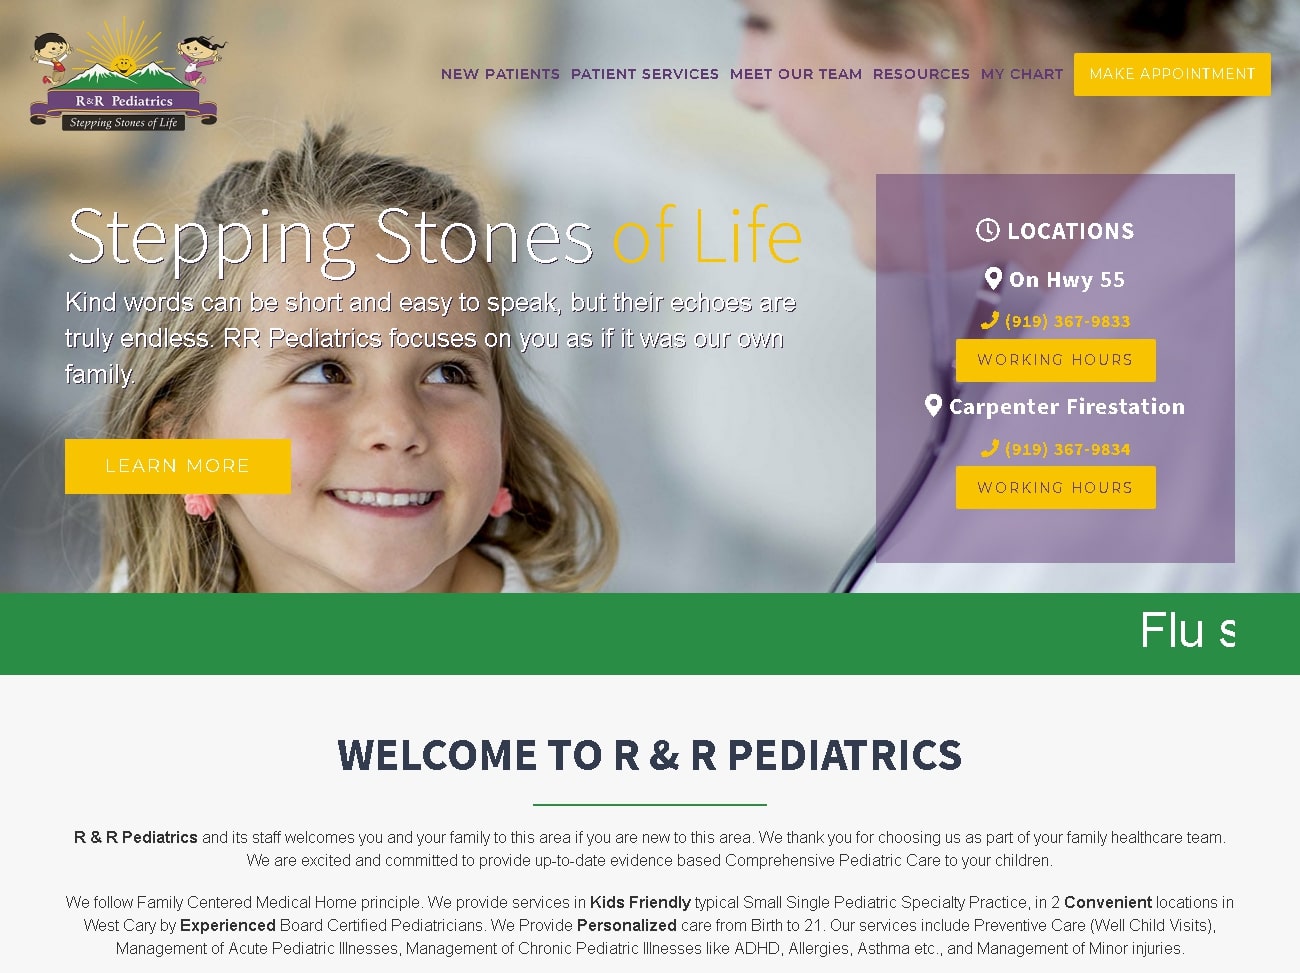 R&R Pediatrics
Stepping Stones of Life
NEW PATIENTS PATIENT SERVICES MEET OUR TEAM RESOURCES MY CHART MAKE APPOINTMENT
Stepping Stones of Life
Kind words can be short and easy to speak, but their echoes are
truly endless. RR Pediatrics focuses on you as if it was our own
family.
LEARN MORE
LOCATIONS
On Hwy 55
(919) 367-9833
WORKING HOURS
Carpenter Firestation
(919) 367-9834
WORKING HOURS
Flu s
WELCOME TO R & R PEDIATRICS
R & R Pediatrics and its staff welcomes you and your family to this area if you are new to this area. We thank you for choosing us as part of your family healthcare team.
We are excited and committed to provide up-to-date evidence based Comprehensive Pediatric Care to your children.
We follow Family Centered Medical Home principle. We provide services in Kids Friendly typical Small Single Pediatric Specialty Practice, in 2 Convenient locations in
West Cary by Experienced Board Certified Pediatricians. We Provide Personalized care from Birth to 21. Our services include Preventive Care (Well Child Visits),
Management of Acute Pediatric Illnesses, Management of Chronic Pediatric Illnesses like ADHD, Allergies, Asthma etc., and Management of Minor injuries.